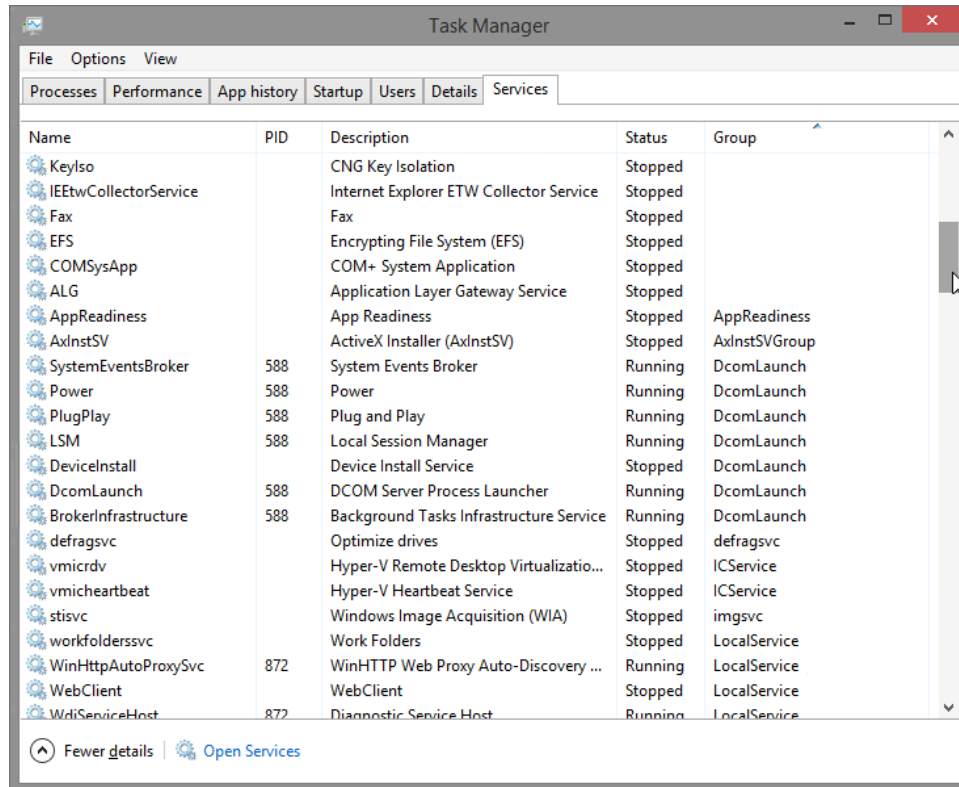 Task Manager
File Options View
Processes Performance App history Startup Users Details Services
Name PID Description Status Group
KeyIso CNG Key Isolation Stopped
IEEtwCollectorService Internet Explorer ETW Collector Service Stopped
Fax Fax Stopped
EFS Encrypting File System (EFS) Stopped
COMSysApp COM+ System Application Stopped
ALG Application Layer Gateway Service Stopped
AppReadiness App Readiness Stopped AppReadiness
AxInstSV ActiveX Installer (AxInstSV) Stopped AxInstSVGroup
SystemEventsBroker 588 System Events Broker Running DcomLaunch
Power 588 Power Running DcomLaunch
PlugPlay 588 Plug and Play Running DcomLaunch
LSM 588 Local Session Manager Running DcomLaunch
DeviceInstall Device Install Service Stopped DcomLaunch
DcomLaunch 588 DCOM Server Process Launcher Running DcomLaunch
BrokerInfrastructure 588 Background Tasks Infrastructure Service Running DcomLaunch
defragsvc Optimize drives Stopped defragsvc
vmicrdv Hyper-V Remote Desktop Virtualizatio... Stopped ICService
vmicheartbeat Hyper-V Heartbeat Service Stopped ICService
stisvc Windows Image Acquisition (WIA) Stopped imgsvc
workfolderssvc Work Folders Stopped LocalService
WinHttpAutoProxySvc 872 WinHTTP Web Proxy Auto-Discovery ... Running LocalService
WebClient WebClient Stopped LocalService
WdiServiceHost 872 Diagnostic Service Host Running LocalService
Fewer details Open Services